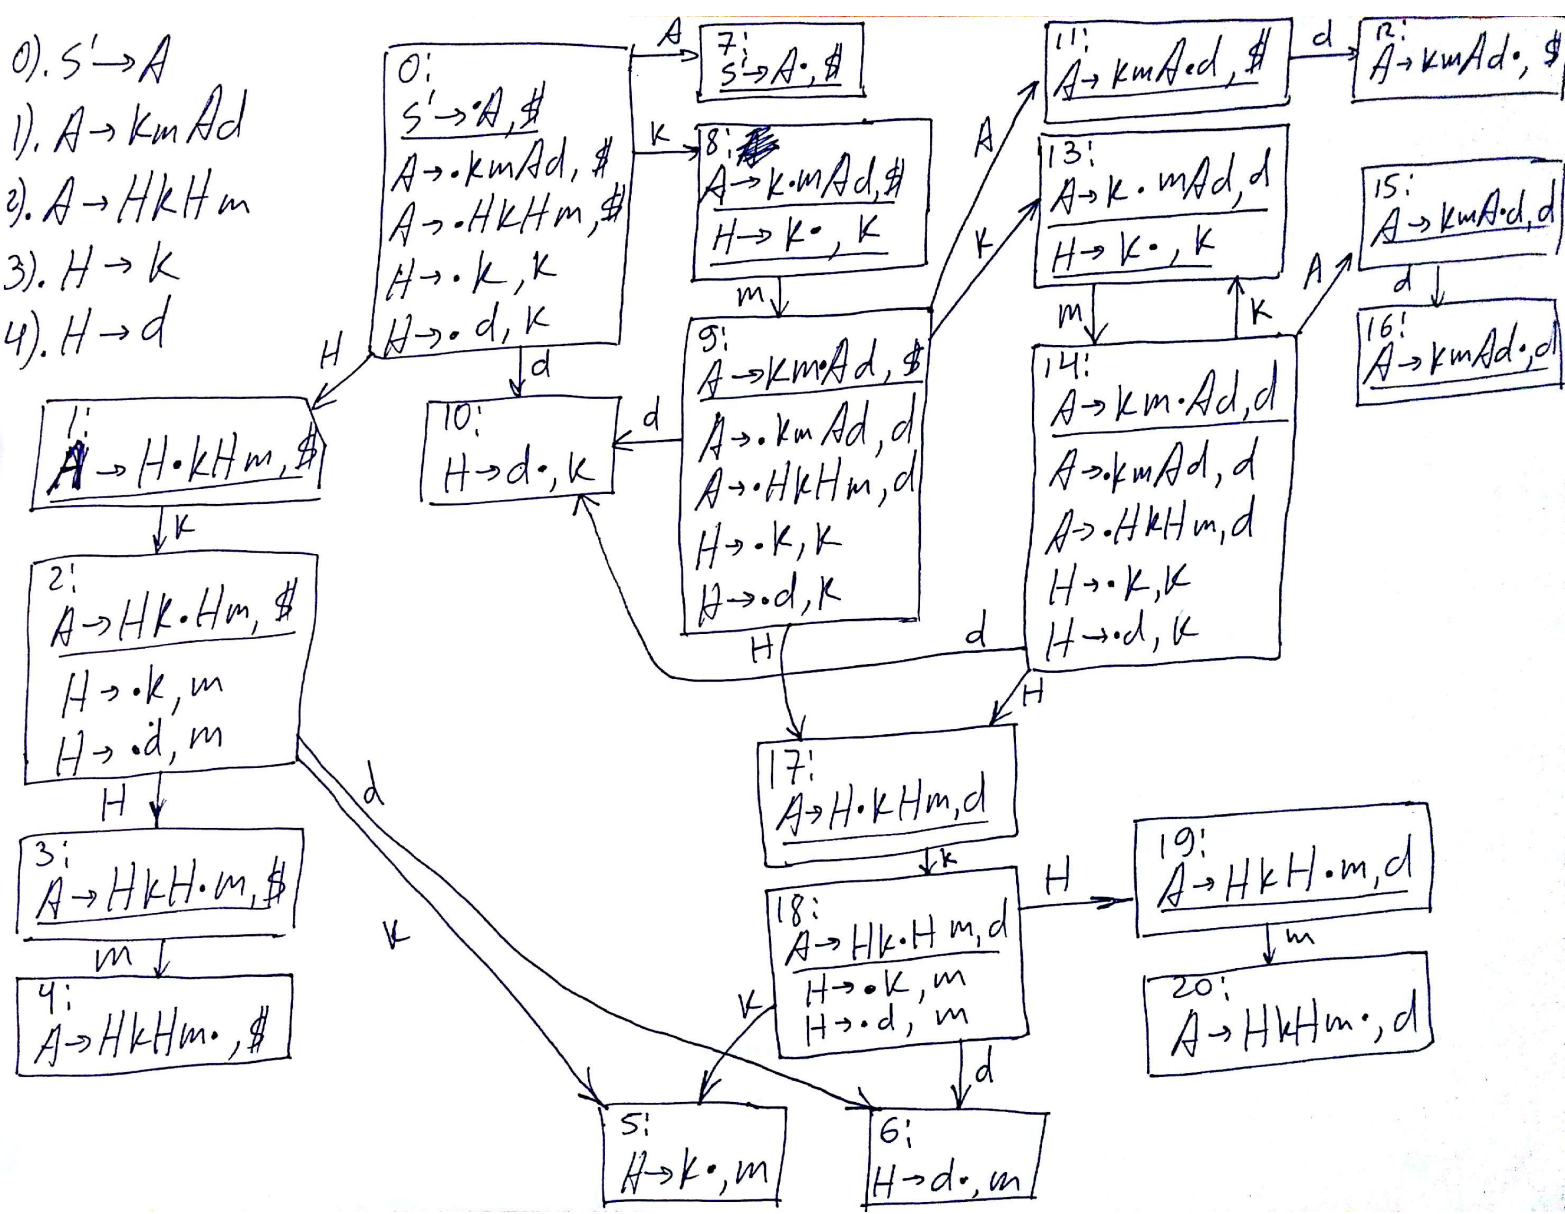 0). S' → A
1). A → kmAd
2). A → HkHm
3). H → k
4). H → d
0:
S' → •A, $
A → •kmAd, $
A → •HkHm, $
H → •k, k
H → •d, k
A
7:
S' → A•, $
k
8:
A → k•mAd, $
H → k•, k
m
9:
A → km•Ad, $
A → •kmAd, d
A → •HkHm, d
H → •k, k
H → •d, k
A
11:
A → kmA•d, $
d
12:
A → kmAd•, $
k
13:
A → k•mAd, d
H → k•, k
m
k
14:
A → km•Ad, d
A → •kmAd, d
A → •HkHm, d
H → •k, k
H → •d, k
A
15:
A → kmA•d, d
d
16:
A → kmAd•, d
H
d
10:
H → d•, k
d
d
1:
A → H•kHm, $
k
2:
A → Hk•Hm, $
H → •k, m
H → •d, m
H
3:
A → HkH•m, $
m
4:
A → HkHm•, $
d
k
H
H
17:
A → H•kHm, d
k
18:
A → Hk•Hm, d
H → •k, m
H → •d, m
H
19:
A → HkH•m, d
m
20:
A → HkHm•, d
k
d
5:
H → k•, m
6:
H → d•, m